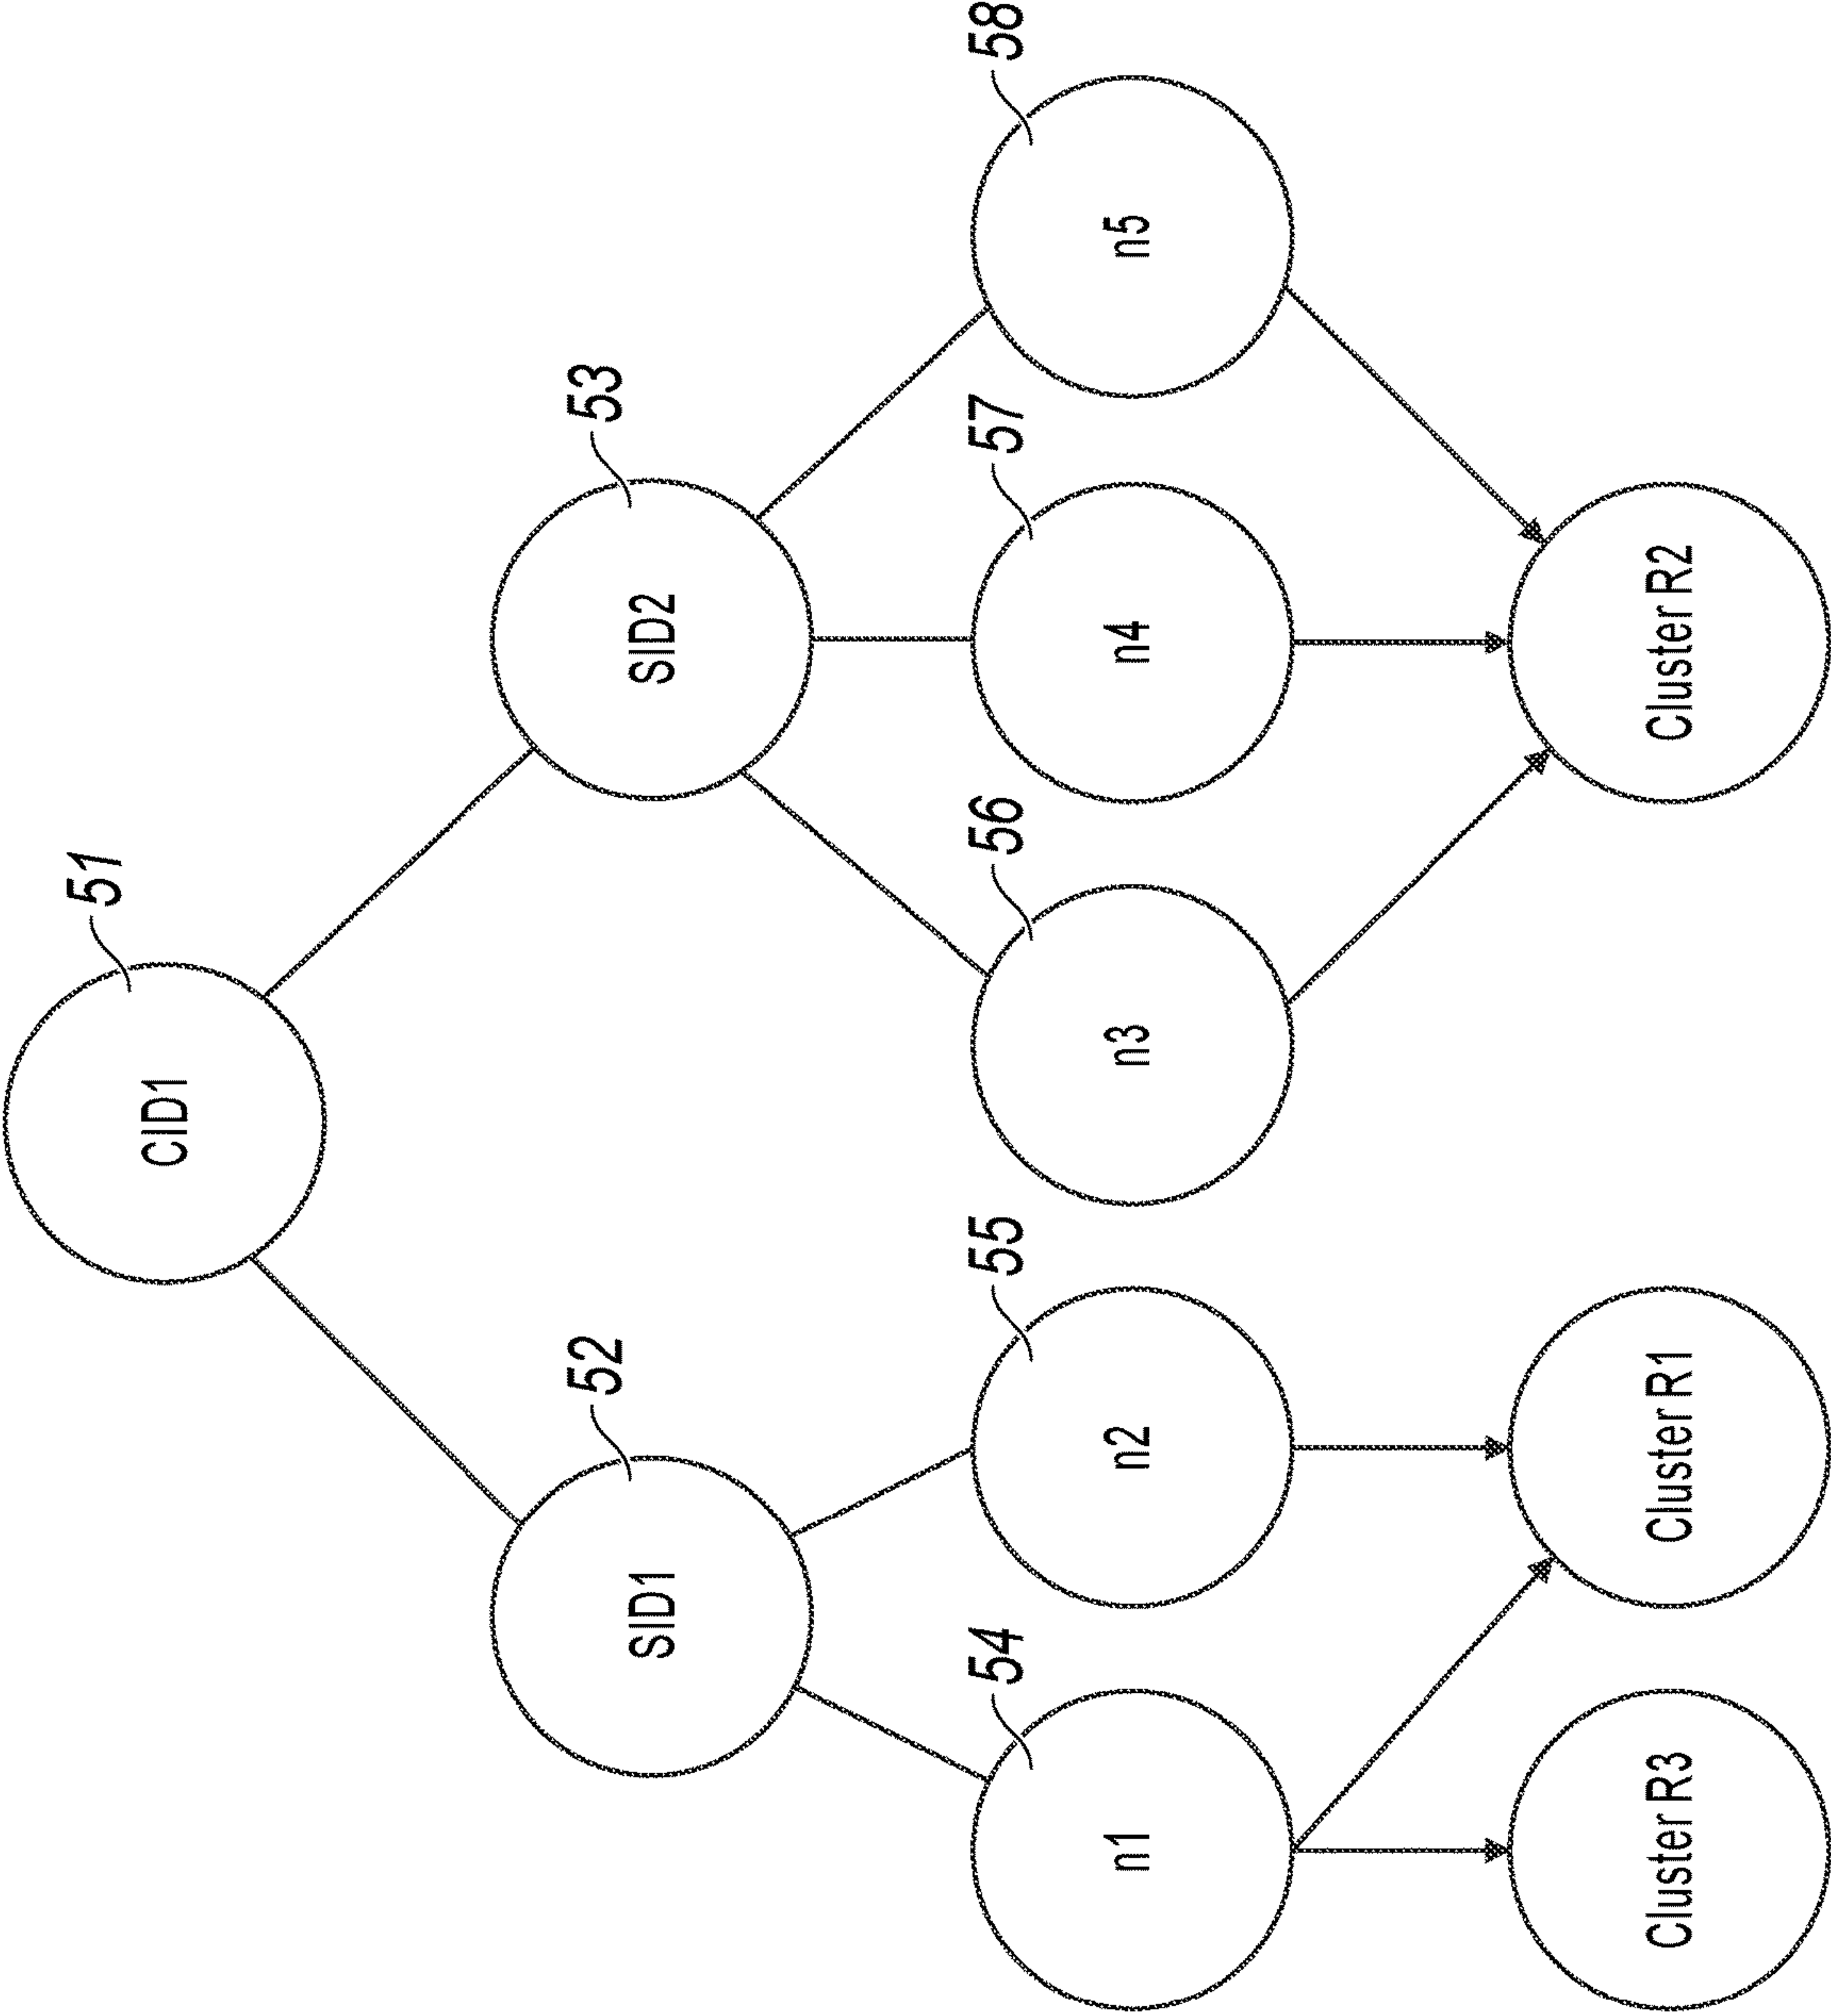 51
CID1
52
53
SID1
SID2
54
55
56
57
58
n1
n2
n3
n4
n5
Cluster R3
Cluster R1
Cluster R2